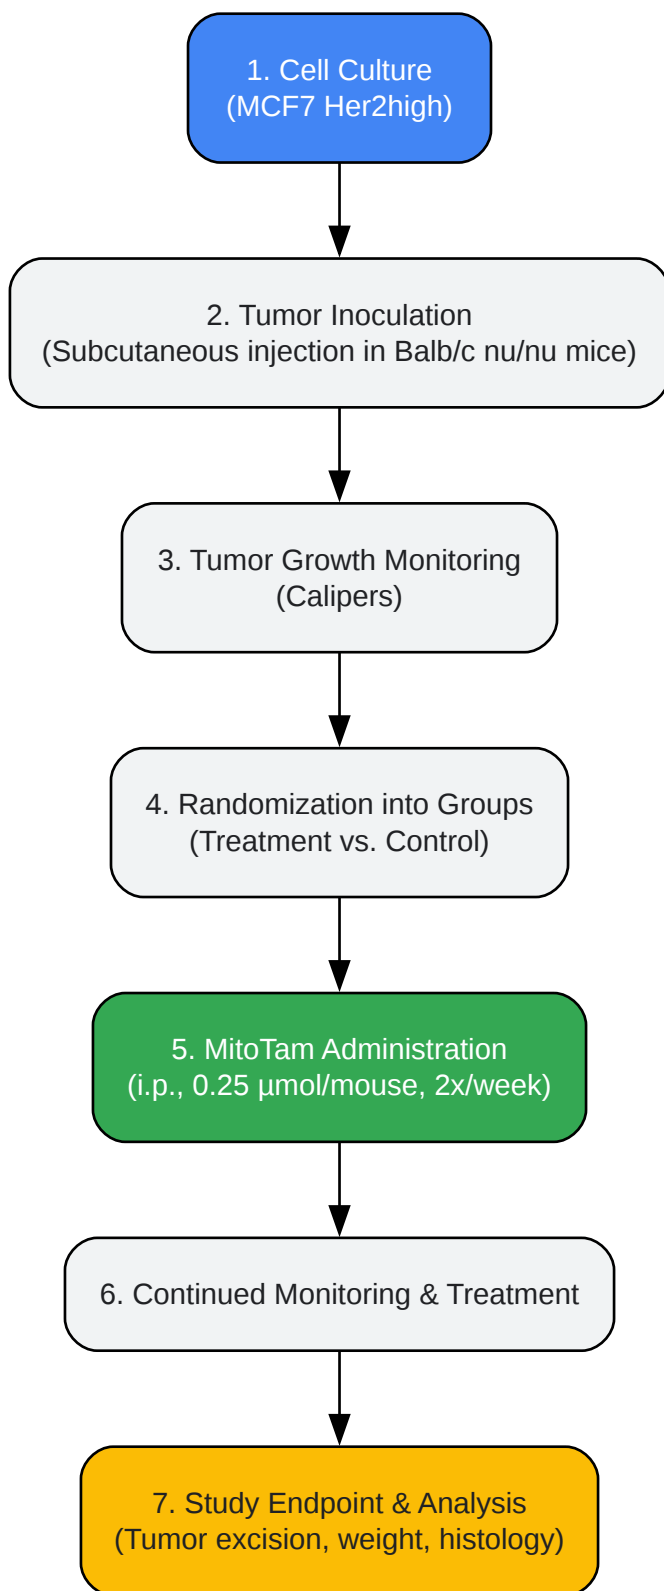 1. Cell Culture
(MCF7 Her2high)
2. Tumor Inoculation
(Subcutaneous injection in Balb/c nu/nu mice)
3. Tumor Growth Monitoring
(Calipers)
4. Randomization into Groups
(Treatment vs. Control)
5. MitoTam Administration
(i.p., 0.25 µmol/mouse, 2x/week)
6. Continued Monitoring & Treatment
7. Study Endpoint & Analysis
(Tumor excision, weight, histology)